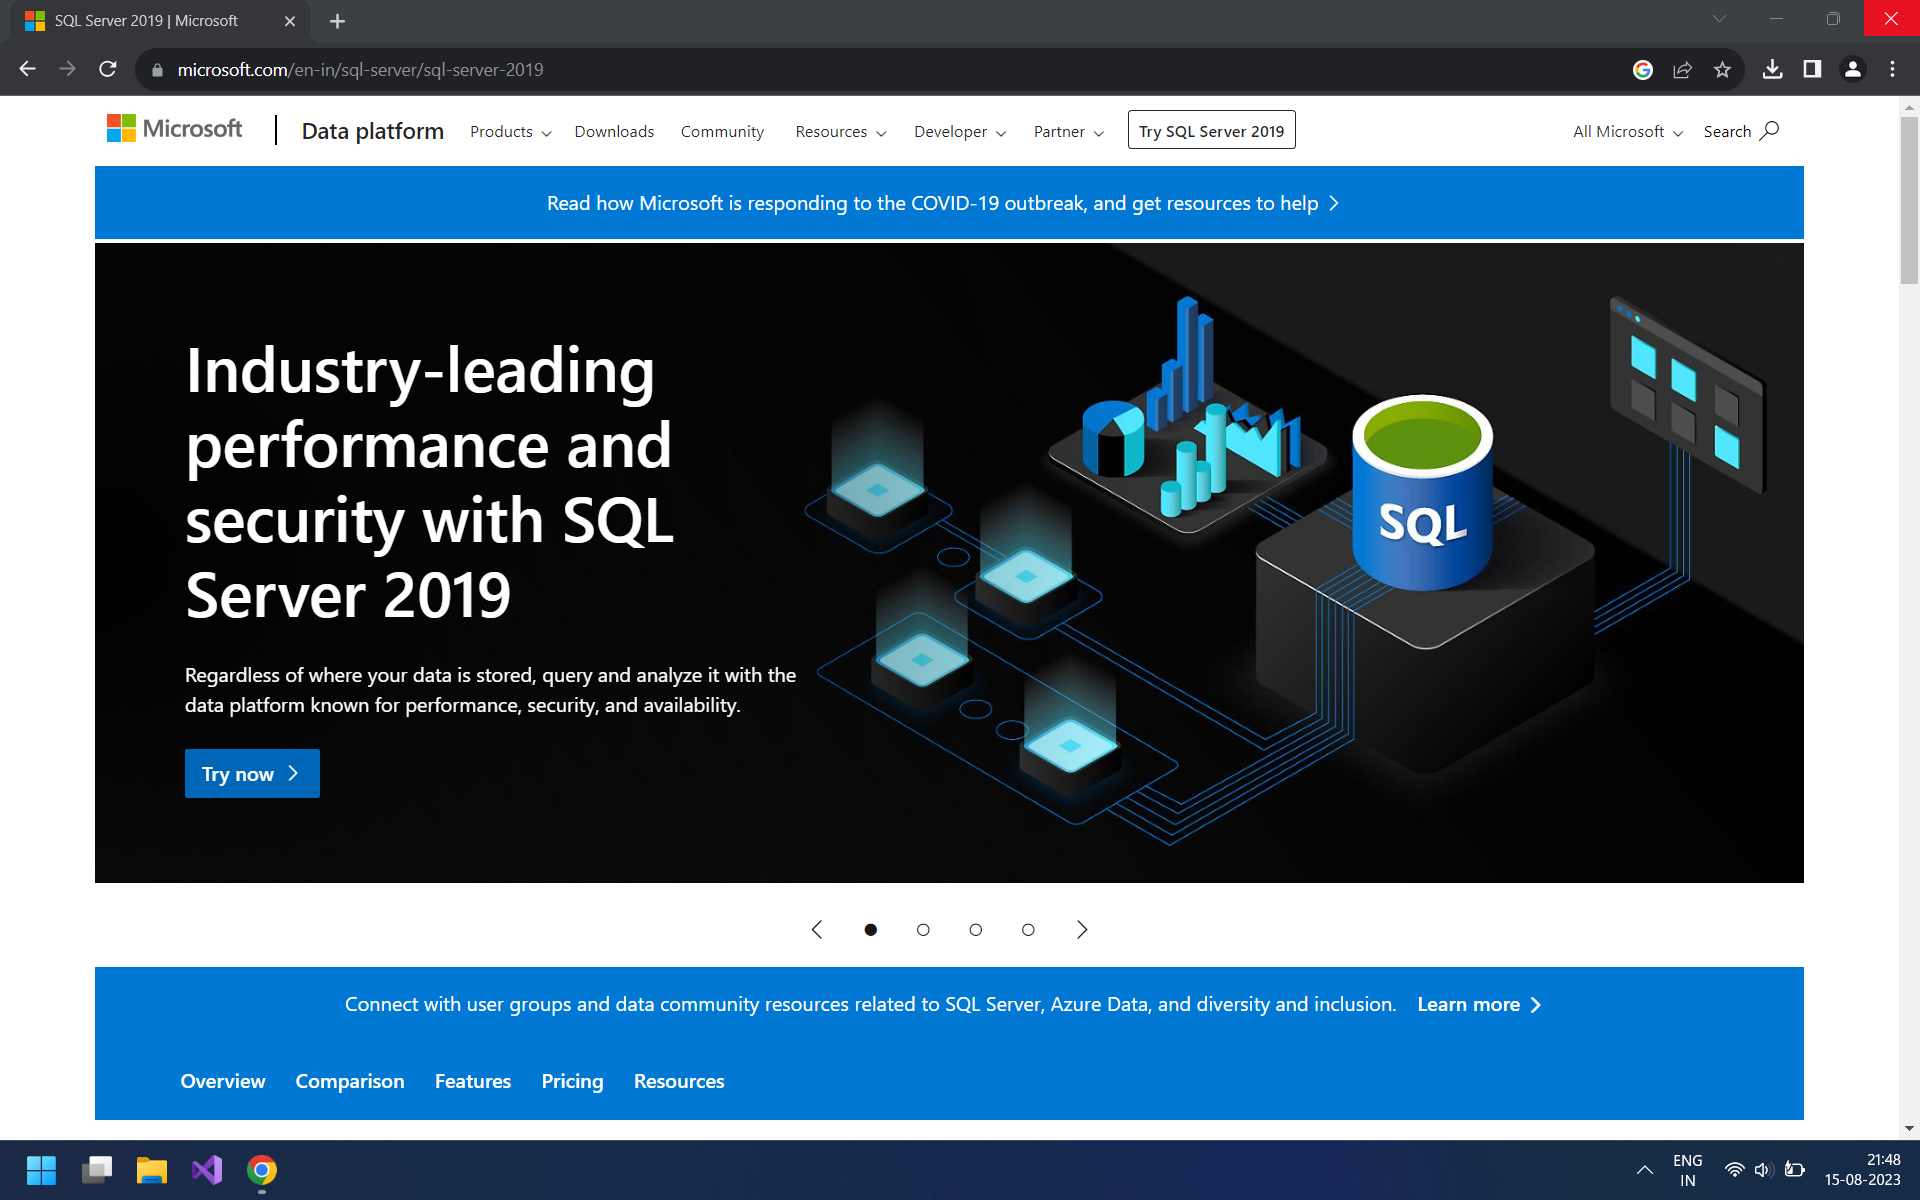 SQL Server 2019 | Microsoft
microsoft.com/en-in/sql-server/sql-server-2019
Microsoft
Data platform
Products
Downloads
Community
Resources
Developer
Partner
Try SQL Server 2019
All Microsoft
Search
Read how Microsoft is responding to the COVID-19 outbreak, and get resources to help
Industry-leading
performance and
security with SQL
Server 2019
Regardless of where your data is stored, query and analyze it with the
data platform known for performance, security, and availability.
Try now
SQL
Connect with user groups and data community resources related to SQL Server, Azure Data, and diversity and inclusion.
Learn more
Overview
Comparison
Features
Pricing
Resources
ENG
IN
21:48
15-08-2023